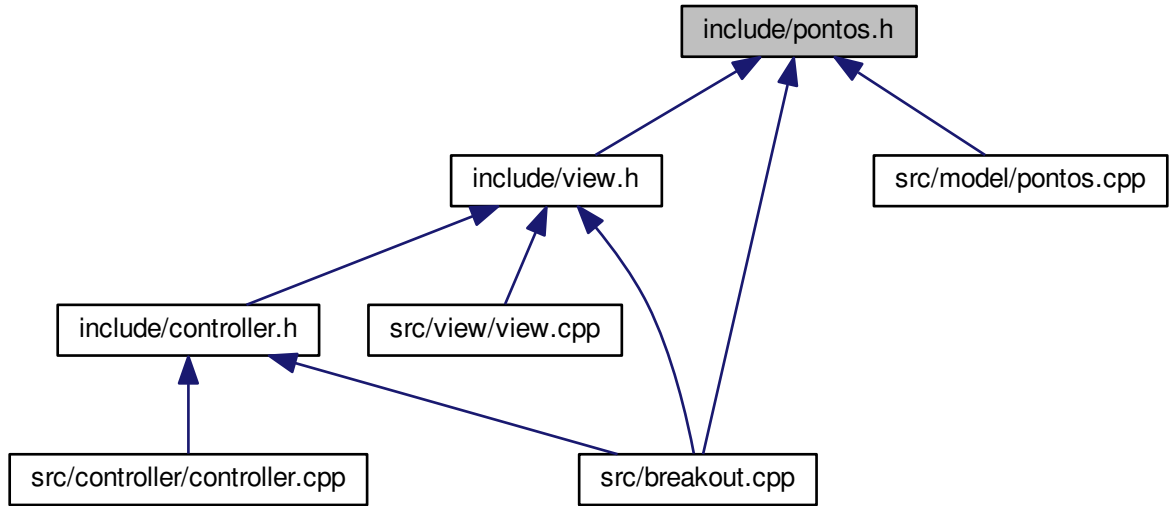 include/pontos.h
include/view.h
src/model/pontos.cpp
include/controller.h
src/view/view.cpp
src/controller/controller.cpp
src/breakout.cpp